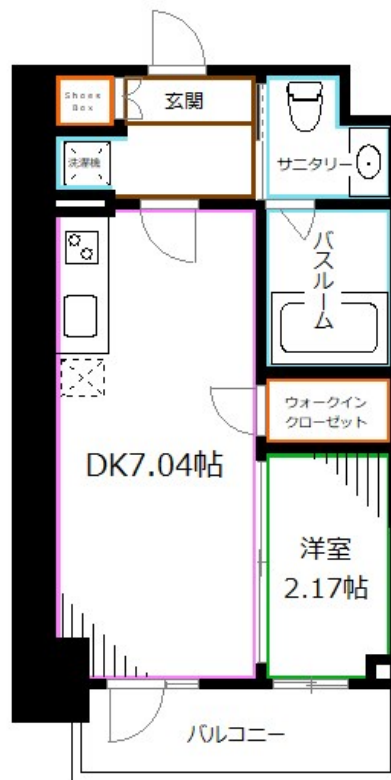 Shoes
Box
玄関
洗濯機
サニタリー
バスルーム
ウォークイン
クローゼット
DK7.04帖
洋室
2.17帖
バルコニー